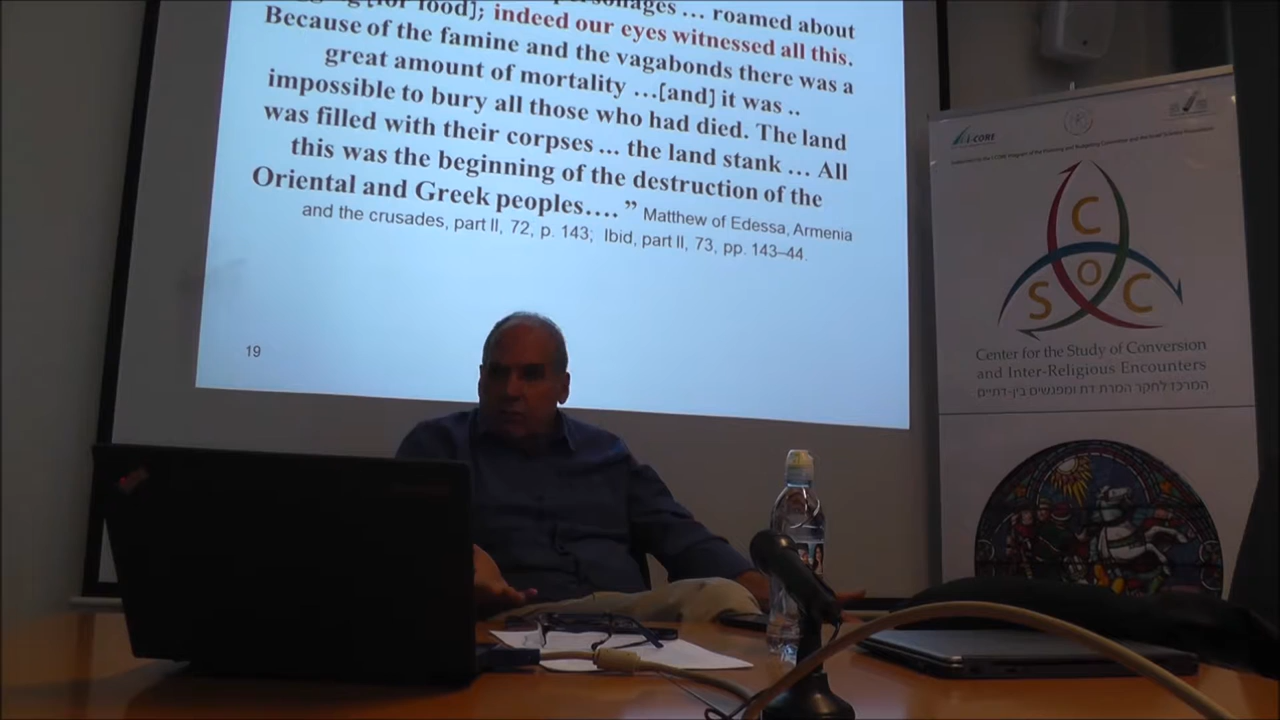 [for food]; indeed our eyes witnessed all this.
... roamed about
Because of the famine and the vagabonds there was a
great amount of mortality ...[and] it was ..
impossible to bury all those who had died. The land
was filled with their corpses ... the land stank ... All
this was the beginning of the destruction of the
Oriental and Greek peoples.... ” Matthew of Edessa, Armenia
and the crusades, part II, 72, p. 143; Ibid, part II, 73, pp. 143–44.
19
I-CORE
C
S O C
Center for the Study of Conversion
and Inter-Religious Encounters
המרכז לחקר המרת דת ומפגשים בין-דתיים